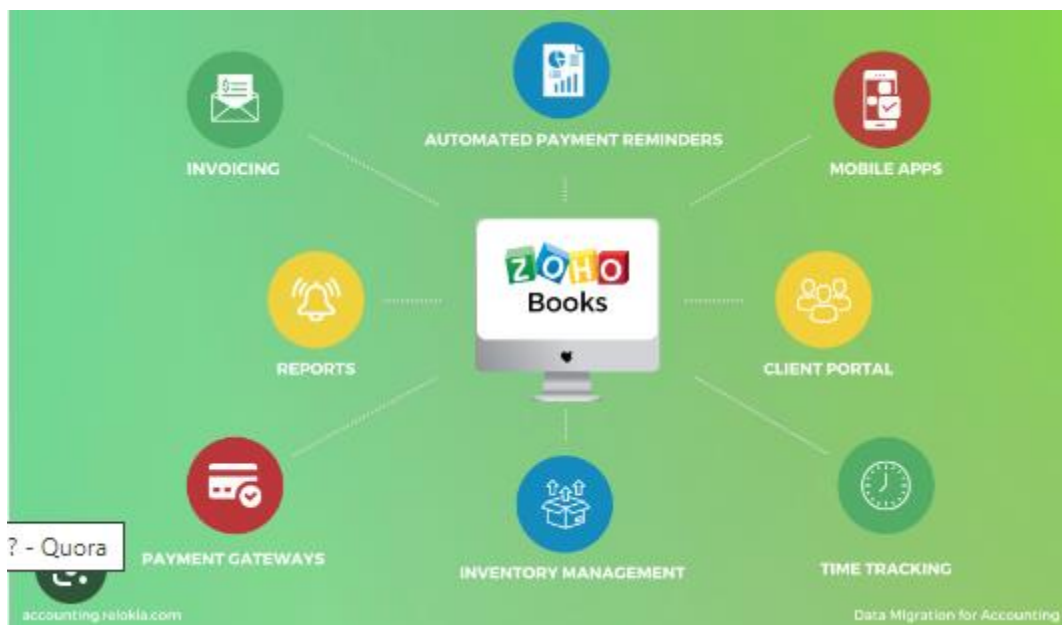 AUTOMATED PAYMENT REMINDERS
INVOICING
MOBILE APPS
ZOHO
Books
REPORTS
CLIENT PORTAL
? - Quora
PAYMENT GATEWAYS
INVENTORY MANAGEMENT
TIME TRACKING
accounting.relokia.com
Data Migration for Accounting